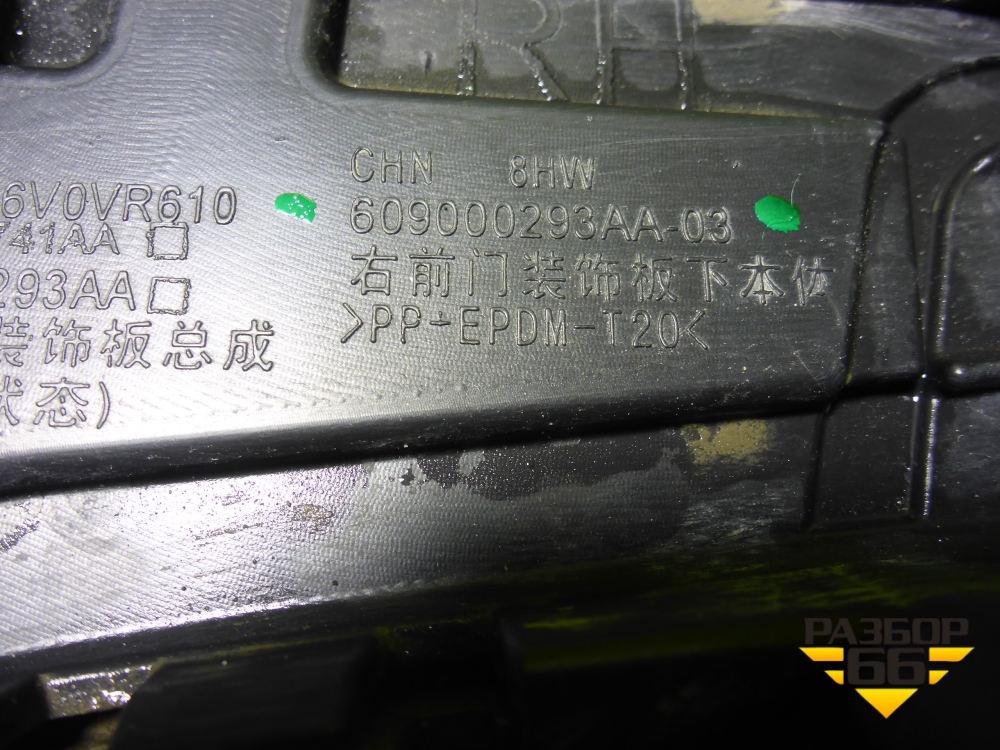 RH
CHN 8HW
609000293AA-03
右前门装饰板下本体
>PP+EPDM-T20<
6V0VR610
741AA
293AA
装饰板总成
状态)
РАЗБОР
66